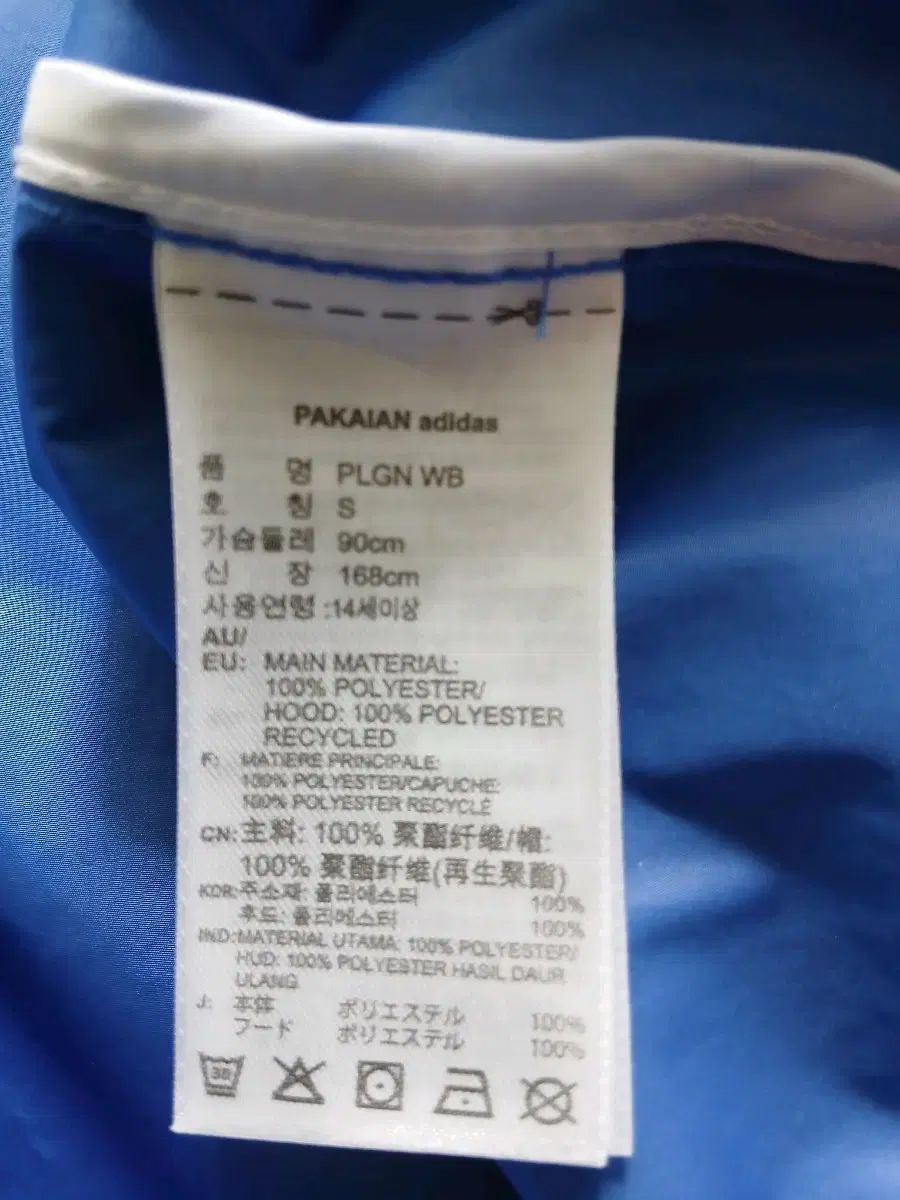 PAKAIAN adidas
품 명 PLGN WB
호 칭 S
가슴둘레 90cm
신 장 168cm
사용연령 :14세이상
AU/
EU: MAIN MATERIAL:
100% POLYESTER/
HOOD: 100% POLYESTER
RECYCLED
F: MATIERE PRINCIPALE:
100% POLYESTER/CAPUCHE:
100% POLYESTER RECYCLE
CN: 主料: 100% 聚酯纤维/帽:
100% 聚酯纤维(再生聚酯)
KOR: 주소재: 폴리에스터 100%
후드: 폴리에스터 100%
IND: MATERIAL UTAMA: 100% POLYESTER/
HUD: 100% POLYESTER HASIL DAUR
ULANG
J: 本体 ポリエステル 100%
フード ポリエステル 100%
30